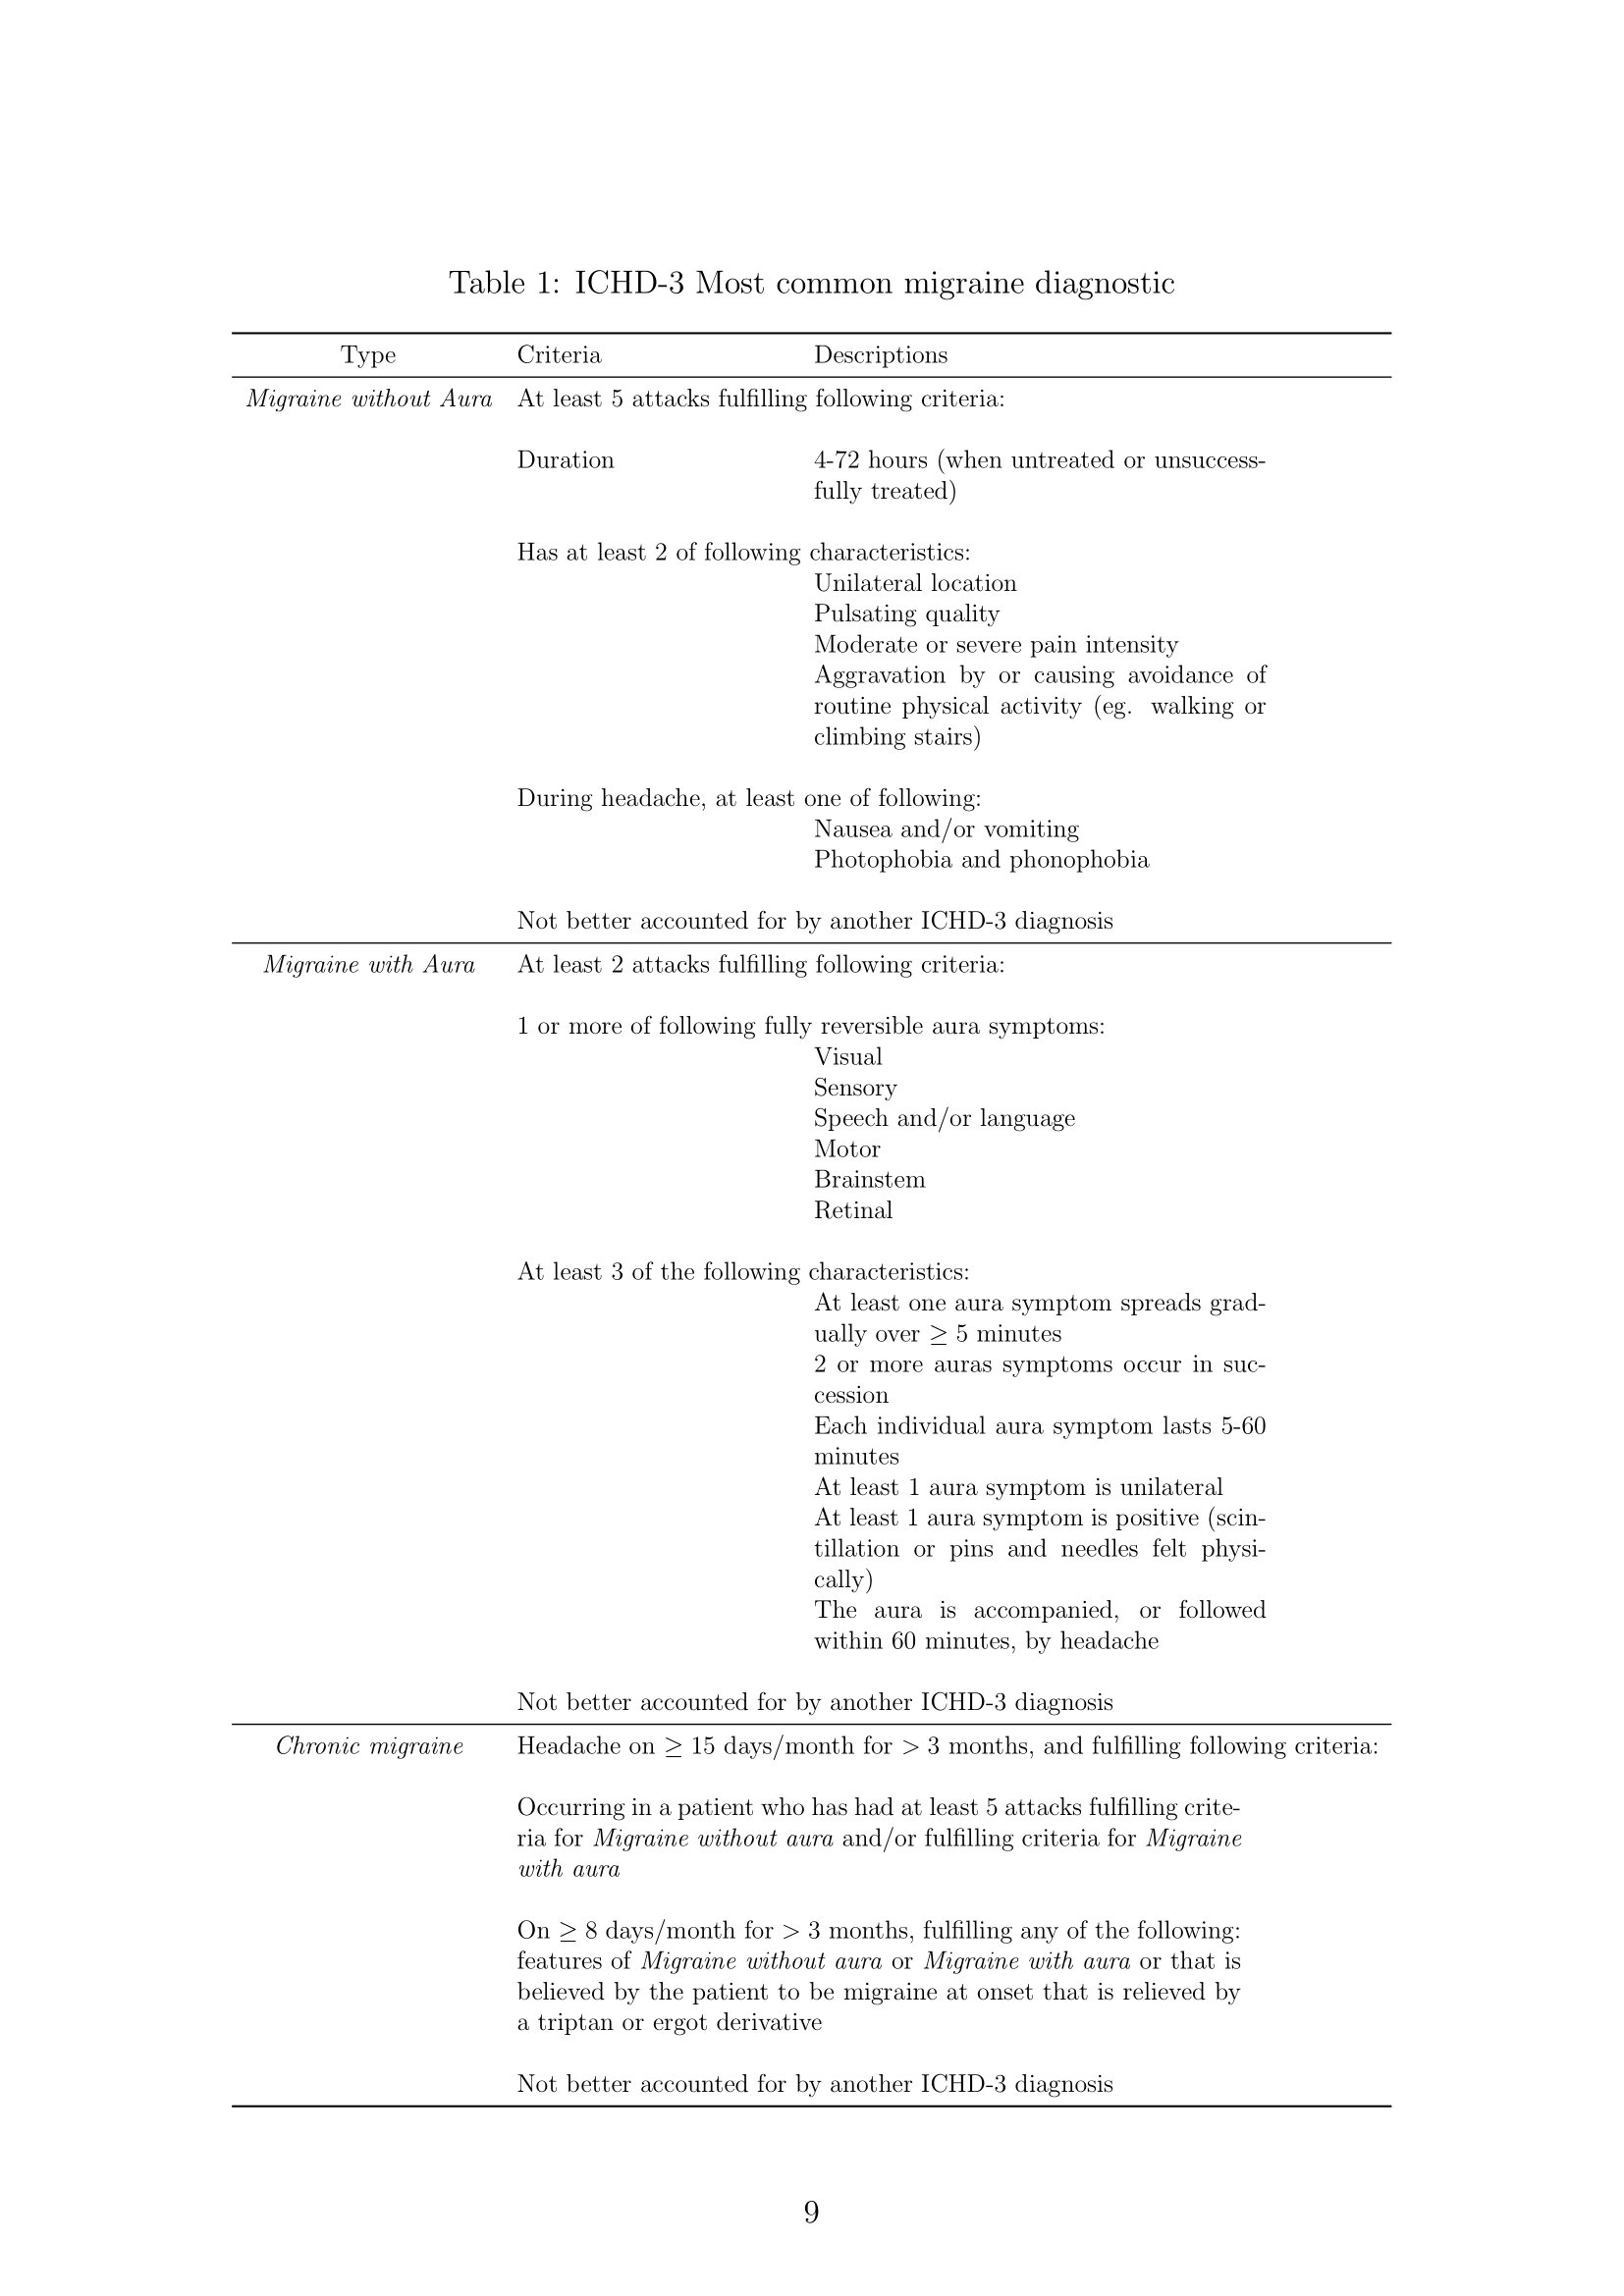 Table 1: ICHD-3 Most common migraine diagnostic
Type Criteria Descriptions
Migraine without Aura At least 5 attacks fulfilling following criteria:
Duration 4-72 hours (when untreated or unsuccess-
fully treated)
Has at least 2 of following characteristics:
Unilateral location
Pulsating quality
Moderate or severe pain intensity
Aggravation by or causing avoidance of
routine physical activity (eg. walking or
climbing stairs)
During headache, at least one of following:
Nausea and/or vomiting
Photophobia and phonophobia
Not better accounted for by another ICHD-3 diagnosis
Migraine with Aura At least 2 attacks fulfilling following criteria:
1 or more of following fully reversible aura symptoms:
Visual
Sensory
Speech and/or language
Motor
Brainstem
Retinal
At least 3 of the following characteristics:
At least one aura symptom spreads grad-
ually over ≥ 5 minutes
2 or more auras symptoms occur in suc-
cession
Each individual aura symptom lasts 5-60
minutes
At least 1 aura symptom is unilateral
At least 1 aura symptom is positive (scin-
tillation or pins and needles felt physi-
cally)
The aura is accompanied, or followed
within 60 minutes, by headache
Not better accounted for by another ICHD-3 diagnosis
Chronic migraine Headache on ≥ 15 days/month for > 3 months, and fulfilling following criteria:
Occurring in a patient who has had at least 5 attacks fulfilling crite-
ria for Migraine without aura and/or fulfilling criteria for Migraine
with aura
On ≥ 8 days/month for > 3 months, fulfilling any of the following:
features of Migraine without aura or Migraine with aura or that is
believed by the patient to be migraine at onset that is relieved by
a triptan or ergot derivative
Not better accounted for by another ICHD-3 diagnosis
9